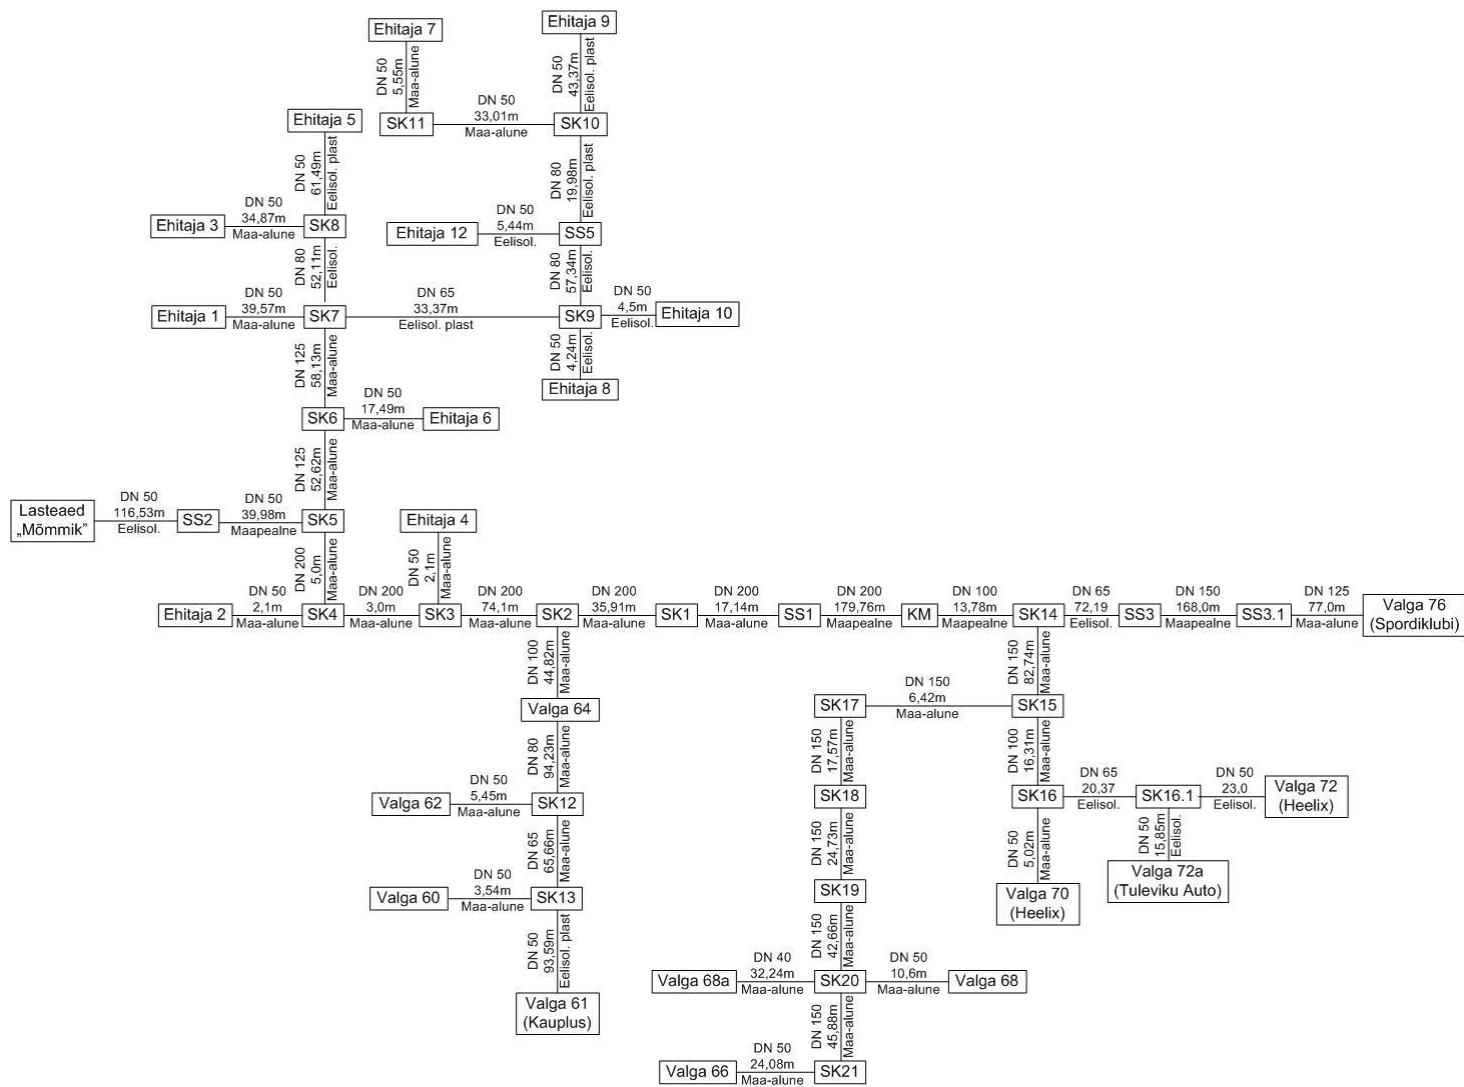 Ehitaja 7
Ehitaja 9
DN 50
5,55m
Maa-alune
DN 50
43,37m
Eelisol. plast
Ehitaja 5
SK11
DN 50
33,01m
Maa-alune
SK10
DN 50
61,49m
Eelisol. plast
DN 80
19,98m
Eelisol. plast
Ehitaja 3
DN 50
34,87m
Maa-alune
SK8
Ehitaja 12
DN 50
5,44m
Eelisol.
SS5
DN 80
52,11m
Eelisol.
DN 80
57,34m
Eelisol.
Ehitaja 1
DN 50
39,57m
Maa-alune
SK7
DN 65
33,37m
Eelisol. plast
SK9
DN 50
4,5m
Eelisol.
Ehitaja 10
DN 125
58,13m
Maa-alune
DN 50
4,24m
Eelisol.
Ehitaja 8
SK6
DN 50
17,49m
Maa-alune
Ehitaja 6
DN 125
52,62m
Maa-alune
Lasteaed
„Mõmmik”
DN 50
116,53m
Eelisol.
SS2
DN 50
39,98m
Maapealne
SK5
Ehitaja 4
DN 200
5,0m
Maa-alune
DN 50
2,1m
Maa-alune
Ehitaja 2
DN 50
2,1m
Maa-alune
SK4
DN 200
3,0m
Maa-alune
SK3
DN 200
74,1m
Maa-alune
SK2
DN 200
35,91m
Maa-alune
SK1
DN 200
17,14m
Maa-alune
SS1
DN 200
179,76m
Maapealne
KM
DN 100
13,78m
Maapealne
SK14
DN 65
72,19
Eelisol.
SS3
DN 150
168,0m
Maapealne
SS3.1
DN 125
77,0m
Maa-alune
Valga 76
(Spordiklubi)
DN 100
44,82m
Maa-alune
DN 150
82,74m
Maa-alune
Valga 64
SK17
DN 150
6,42m
Maa-alune
SK15
DN 80
94,23m
Maa-alune
DN 150
17,57m
Maa-alune
DN 100
16,31m
Maa-alune
Valga 62
DN 50
5,45m
Maa-alune
SK12
SK18
SK16
DN 65
20,37
Eelisol.
SK16.1
DN 50
23,0
Eelisol.
Valga 72
(Heelix)
DN 65
65,66m
Maa-alune
DN 150
24,73m
Maa-alune
DN 50
5,02m
Maa-alune
DN 50
15,85m
Eelisol.
Valga 60
DN 50
3,54m
Maa-alune
SK13
SK19
Valga 70
(Heelix)
Valga 72a
(Tuleviku Auto)
DN 50
93,59m
Eelisol. plast
DN 150
42,66m
Maa-alune
Valga 61
(Kauplus)
Valga 68a
DN 40
32,24m
Maa-alune
SK20
DN 50
10,6m
Maa-alune
Valga 68
DN 150
45,88m
Maa-alune
Valga 66
DN 50
24,08m
Maa-alune
SK21